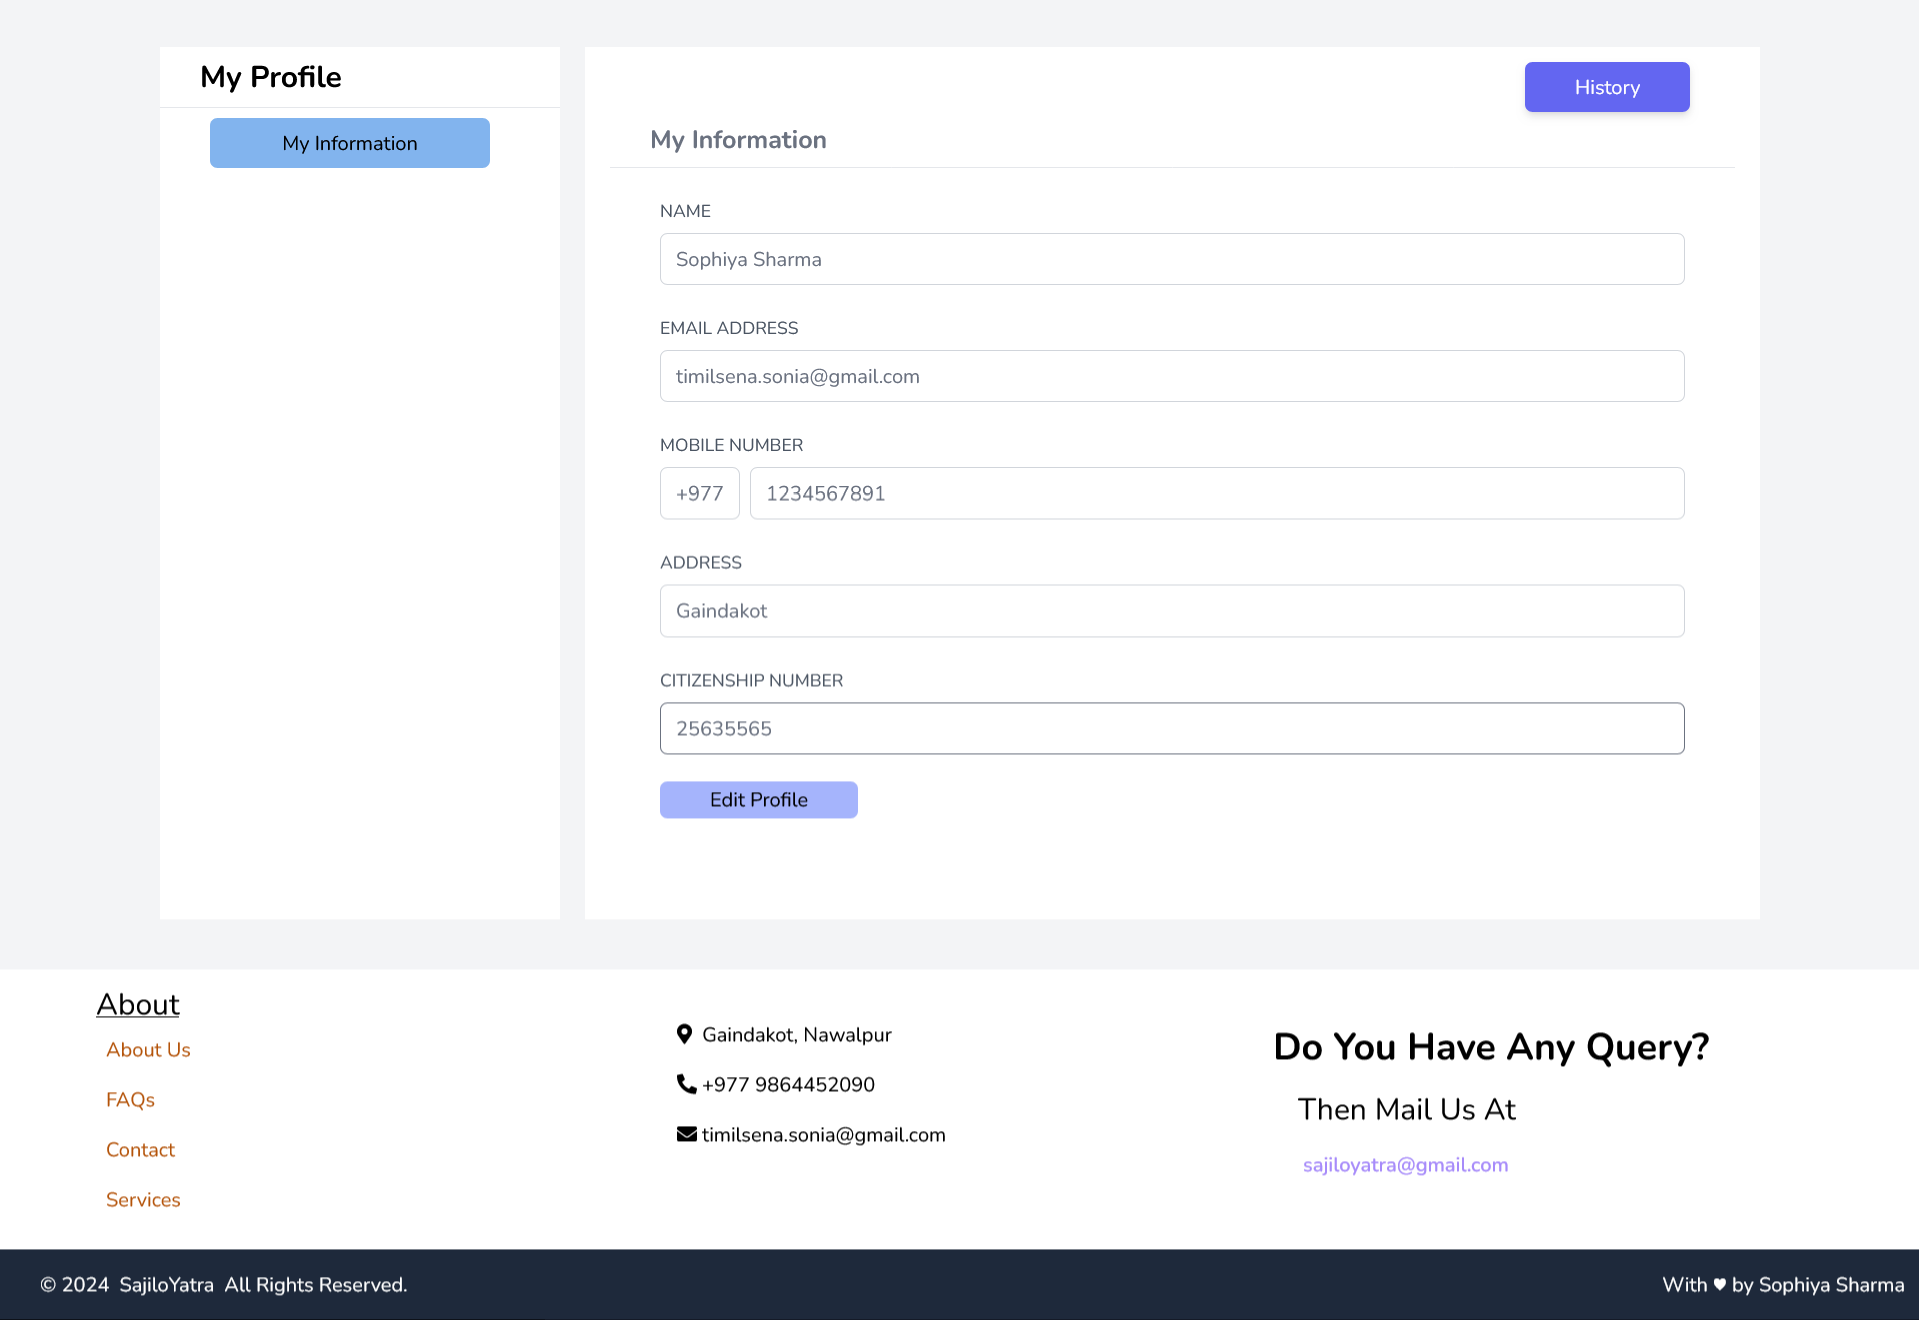 My Profile
My Information
History
My Information
NAME
Sophiya Sharma
EMAIL ADDRESS
timilsena.sonia@gmail.com
MOBILE NUMBER
+977 1234567891
ADDRESS
Gaindakot
CITIZENSHIP NUMBER
25635565
Edit Profile
About
About Us
FAQs
Contact
Services
Gaindakot, Nawalpur
+977 9864452090
timilsena.sonia@gmail.com
Do You Have Any Query?
Then Mail Us At
sajiloyatra@gmail.com
© 2024 SajiloYatra All Rights Reserved.
With ♥ by Sophiya Sharma